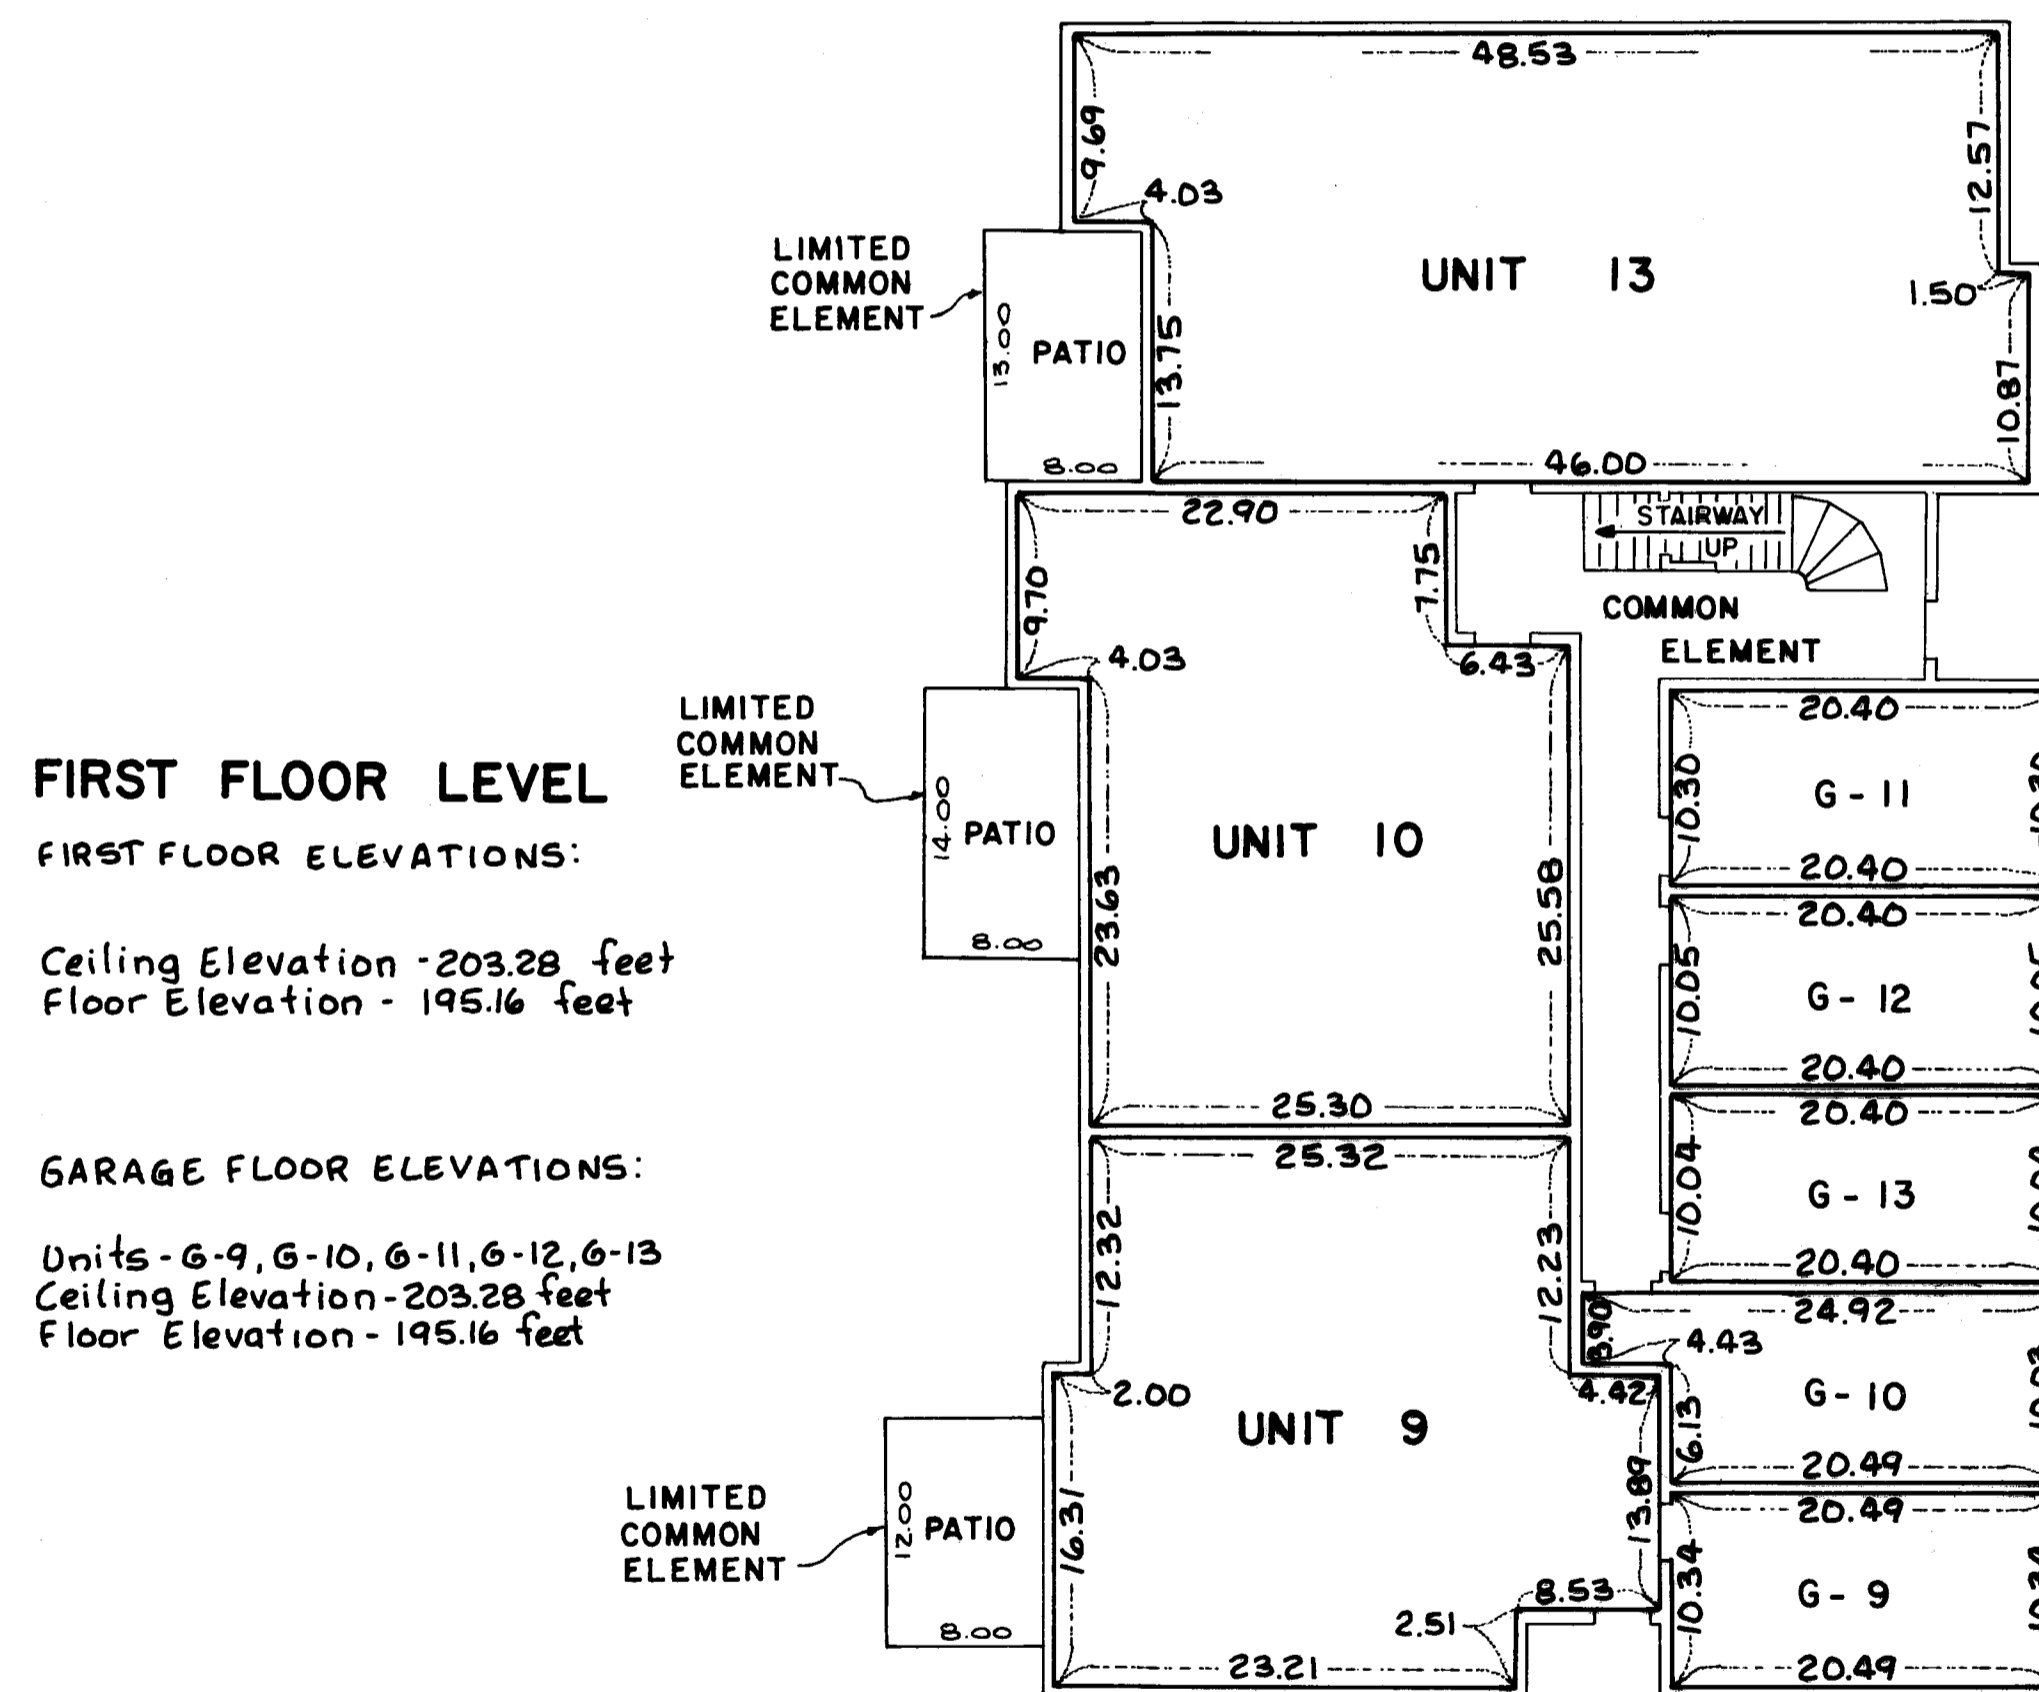 48.53
9.69
12.57
4.03
LIMITED
COMMON
ELEMENT
UNIT 13
1.50
13.00
PATIO
13.75
10.87
8.00
46.00
22.90
STAIRWAY
UP
7.75
9.70
COMMON
ELEMENT
4.03
6.43
LIMITED
COMMON
ELEMENT
20.40
10.30
G-11
20.40
14.00
PATIO
UNIT 10
FIRST FLOOR LEVEL
FIRST FLOOR ELEVATIONS:
23.63
25.58
20.40
8.00
Ceiling Elevation - 203.28 feet
Floor Elevation - 195.16 feet
10.05
G-12
20.40
25.30
20.40
25.32
GARAGE FLOOR ELEVATIONS:
10.04
G-13
12.32
12.23
20.40
Units - G-9, G-10, G-11, G-12, G-13
Ceiling Elevation - 203.28 feet
Floor Elevation - 195.16 feet
3.90
24.92
4.43
2.00
4.42
G-10
UNIT 9
6.13
20.49
LIMITED
COMMON
ELEMENT
12.00
PATIO
16.31
13.89
20.49
10.34
G-9
8.53
2.51
8.00
23.21
20.49